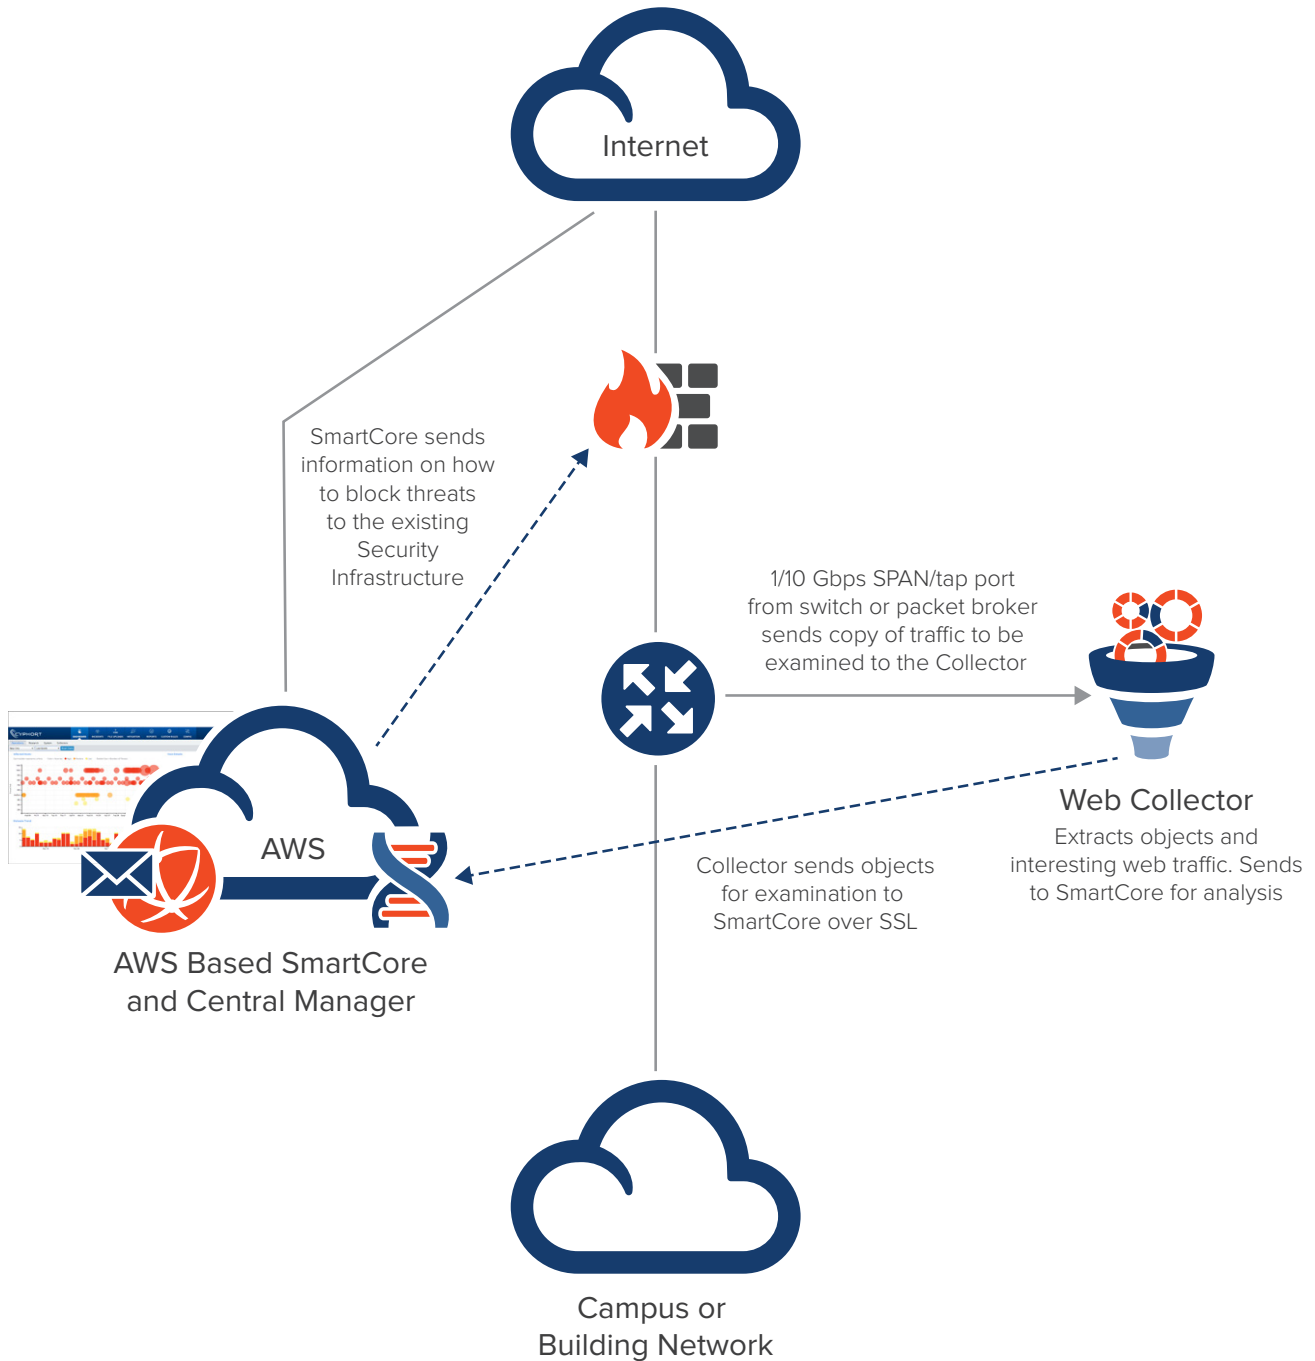 Internet
SmartCore sends
information on how
to block threats
to the existing
Security
Infrastructure
1/10 Gbps SPAN/tap port
from switch or packet broker
sends copy of traffic to be
examined to the Collector
CYPHORT
AWS
Web Collector
Extracts objects and
interesting web traffic. Sends
to SmartCore for analysis
Collector sends objects
for examination to
SmartCore over SSL
AWS Based SmartCore
and Central Manager
Campus or
Building Network